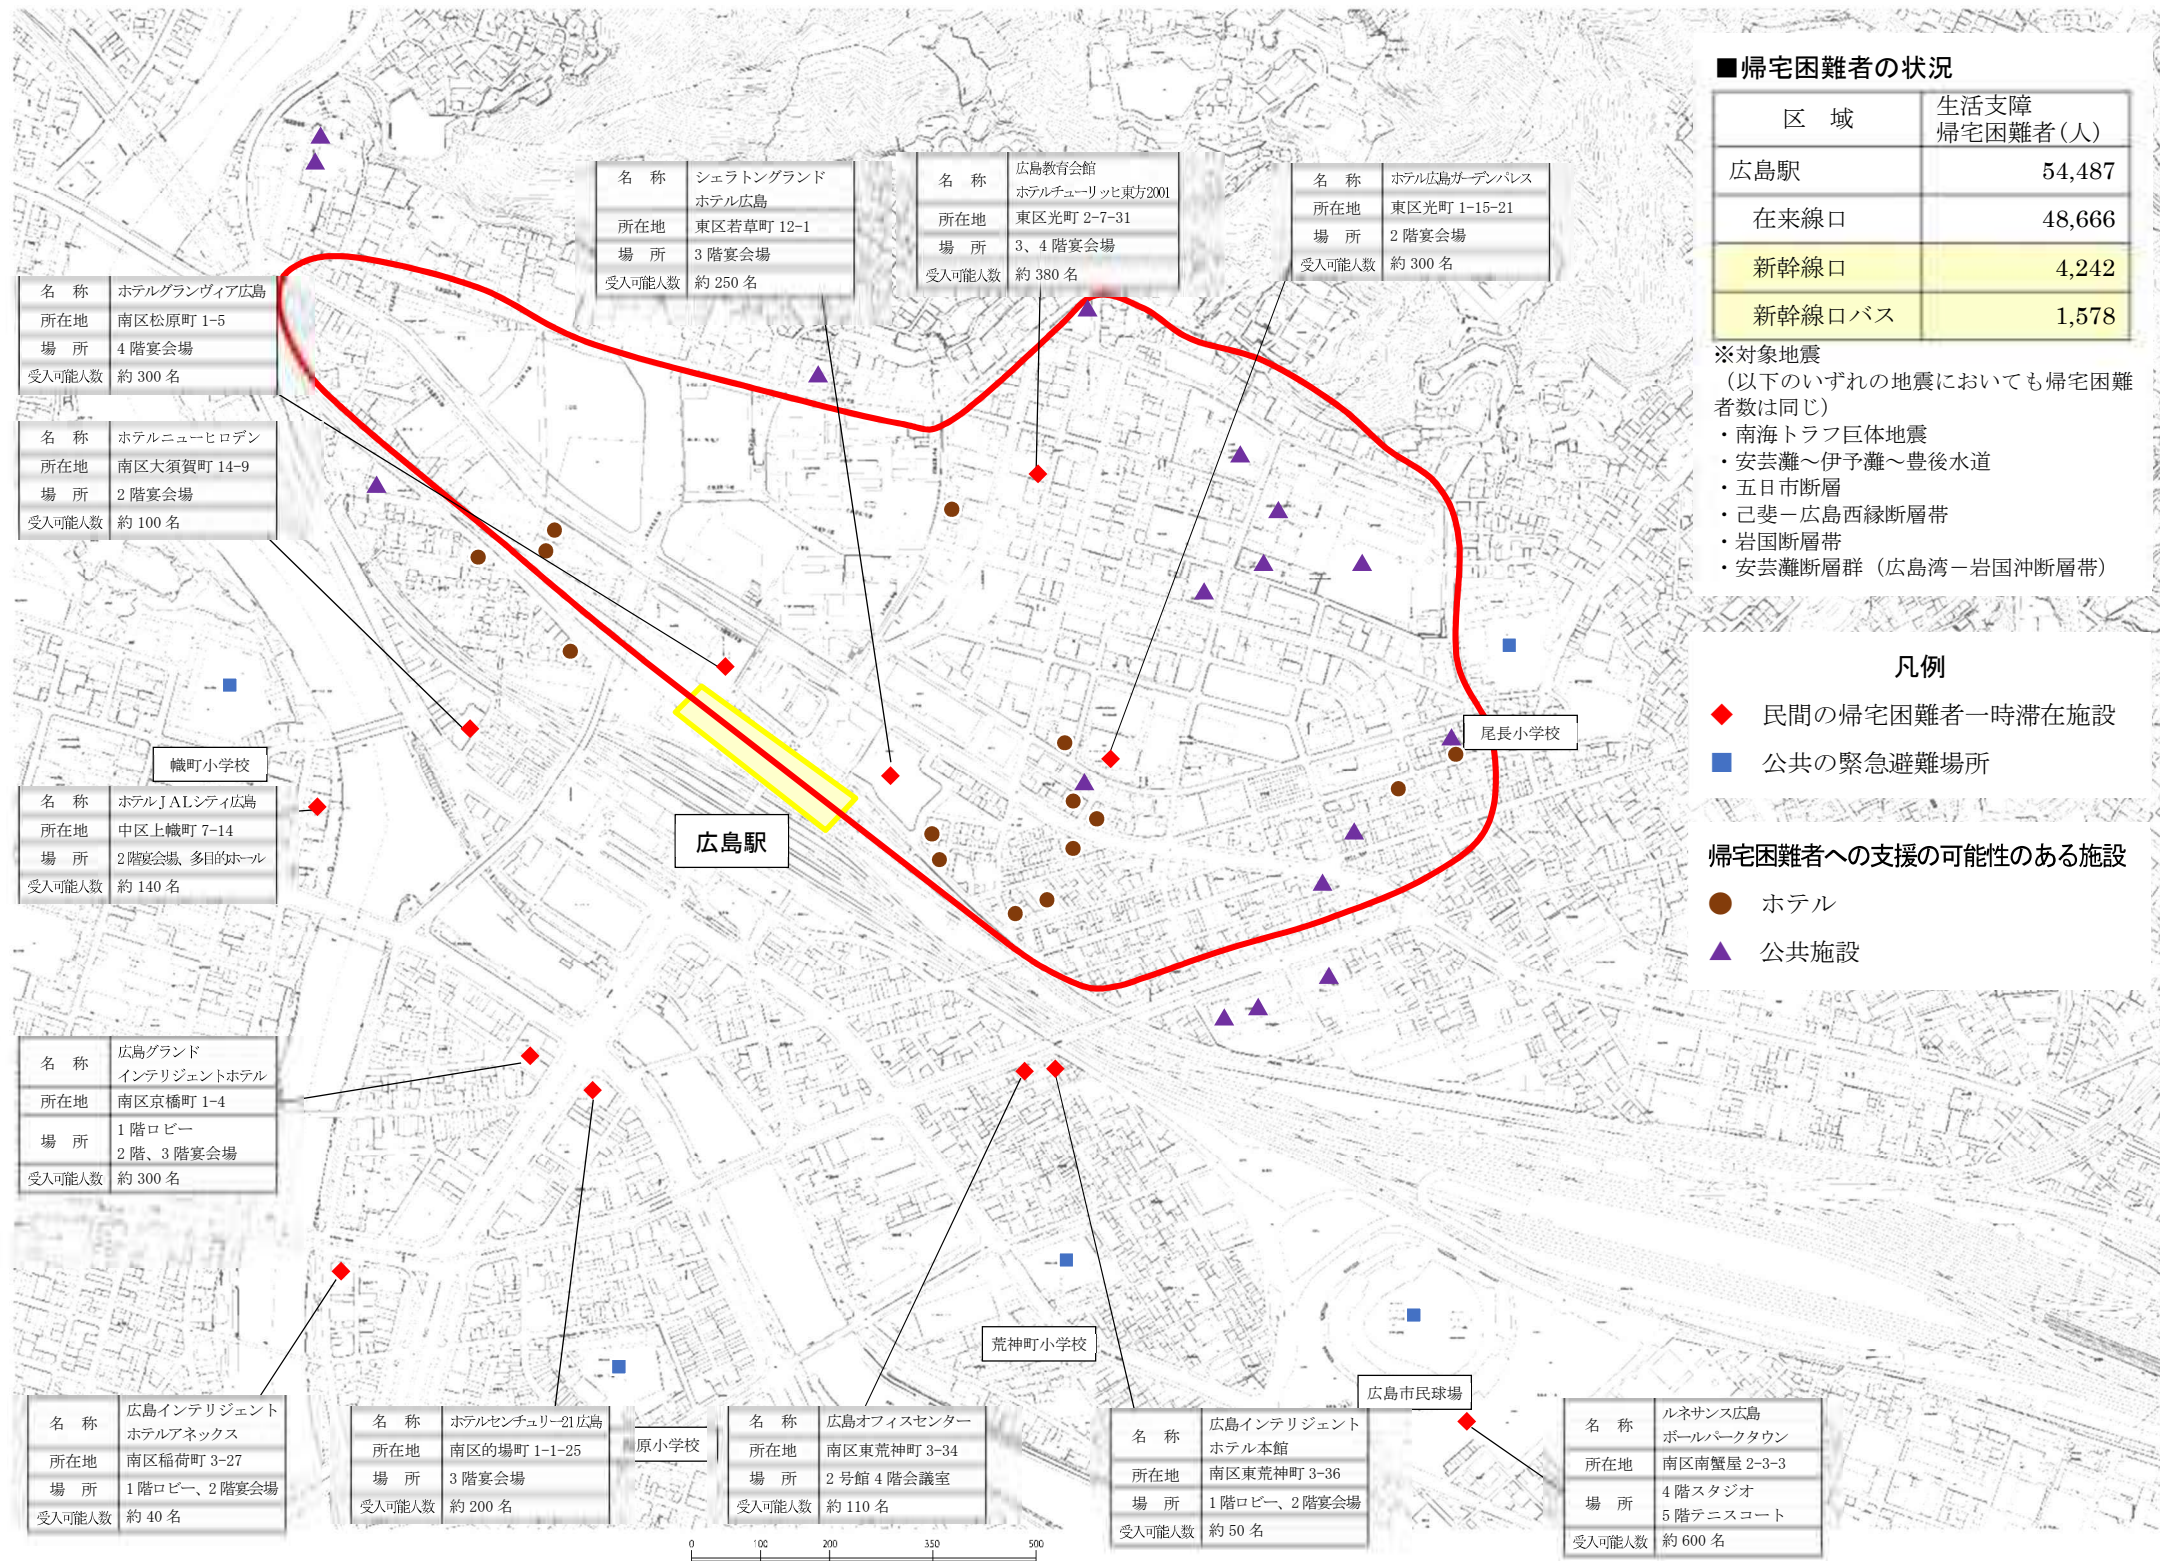 ■帰宅困難者の状況
区 域 生活支障
帰宅困難者(人)
広島駅 54,487
在来線口 48,666
新幹線口 4,242
新幹線口バス 1,578
※対象地震
(以下のいずれの地震においても帰宅困難
者数は同じ)
・南海トラフ巨体地震
・安芸灘～伊予灘～豊後水道
・五日市断層
・己斐－広島西縁断層帯
・岩国断層帯
・安芸灘断層群（広島湾－岩国沖断層帯）
凡例
民間の帰宅困難者一時滞在施設
公共の緊急避難場所
帰宅困難者への支援の可能性のある施設
ホテル
公共施設
名 称 シェラトングランド
ホテル広島
所在地 東区若草町 12-1
場 所 3 階宴会場
受入可能人数 約 250 名
名 称 広島教育会館
ホテルチューリッヒ東方2001
所在地 東区光町 2-7-31
場 所 3、4 階宴会場
受入可能人数 約 380 名
名 称 ホテル広島ガーデンパレス
所在地 東区光町 1-15-21
場 所 2 階宴会場
受入可能人数 約 300 名
名 称 ホテルグランヴィア広島
所在地 南区松原町 1-5
場 所 4 階宴会場
受入可能人数 約 300 名
名 称 ホテルニューヒロデン
所在地 南区大須賀町 14-9
場 所 2 階宴会場
受入可能人数 約 100 名
尾長小学校
幟町小学校
名 称 ホテルJALシティ広島
所在地 中区上幟町 7-14
場 所 2 階宴会場、多目的ホール
受入可能人数 約 140 名
広島駅
名 称 広島グランド
インテリジェントホテル
所在地 南区京橋町 1-4
場 所 1 階ロビー
2 階、3 階宴会場
受入可能人数 約 300 名
荒神町小学校
広島市民球場
名 称 広島インテリジェント
ホテルアネックス
所在地 南区稲荷町 3-27
場 所 1 階ロビー、2 階宴会場
受入可能人数 約 40 名
名 称 ホテルセンチュリー21広島
所在地 南区的場町 1-1-25
場 所 3 階宴会場
受入可能人数 約 200 名
原小学校
名 称 広島オフィスセンター
所在地 南区東荒神町 3-34
場 所 2 号館 4 階会議室
受入可能人数 約 110 名
名 称 広島インテリジェント
ホテル本館
所在地 南区東荒神町 3-36
場 所 1 階ロビー、2 階宴会場
受入可能人数 約 50 名
名 称 ルネサンス広島
ボールパークタウン
所在地 南区南蟹屋 2-3-3
場 所 4 階スタジオ
5 階テニスコート
受入可能人数 約 600 名
0 100 200 350 500